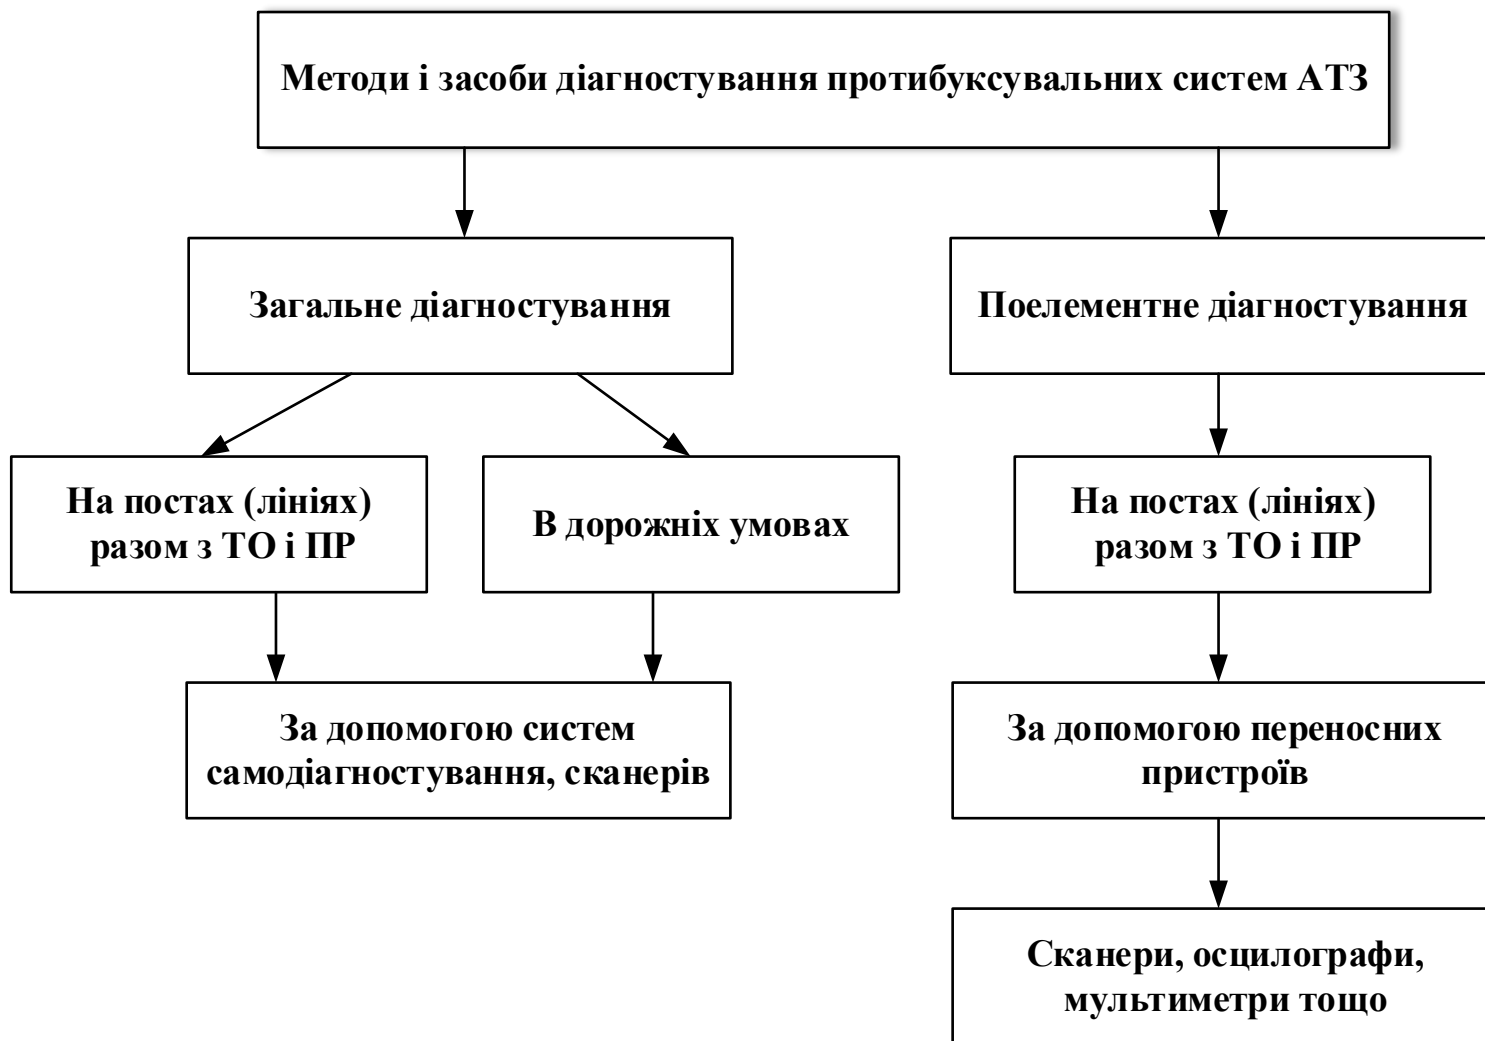 Методи і засоби діагностування протибуксувальних систем АТЗ
Загальне діагностування
Поелементне діагностування
На постах (лініях)
разом з ТО і ПР
В дорожніх умовах
На постах (лініях)
разом з ТО і ПР
За допомогою систем
самодіагностування, сканерів
За допомогою переносних
пристроїв
Сканери, осцилографи,
мультиметри тощо